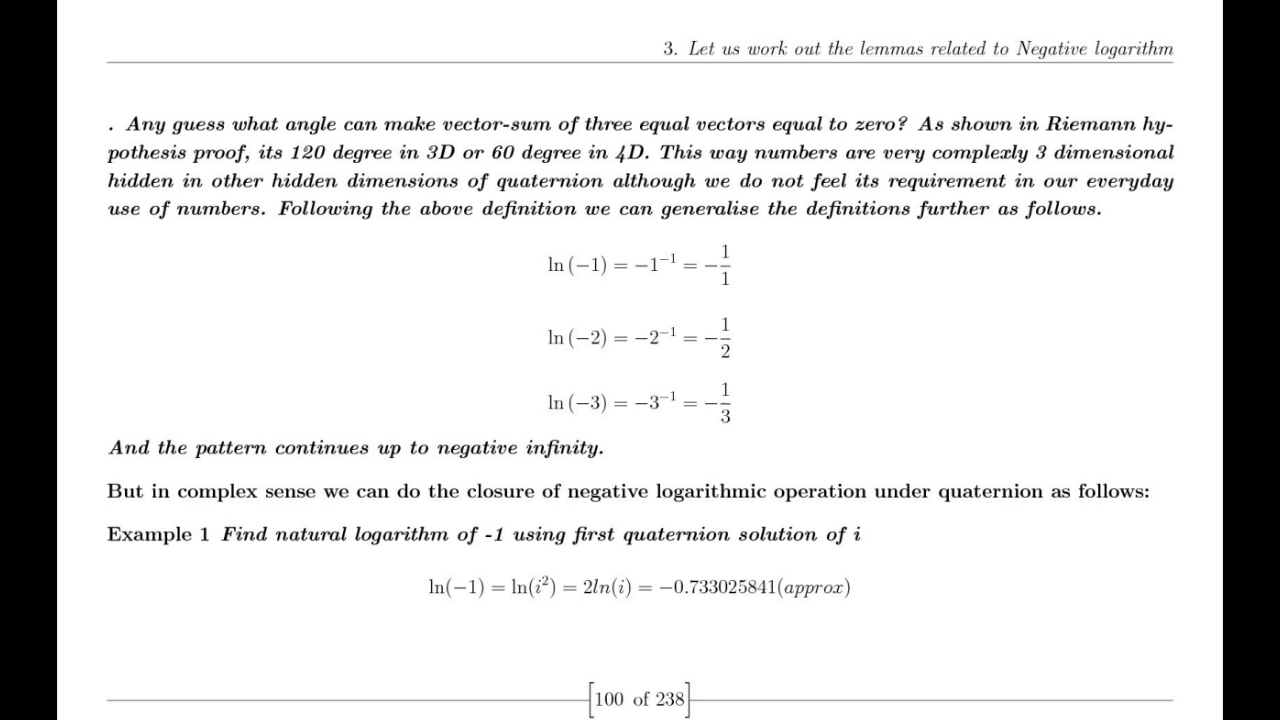 3. Let us work out the lemmas related to Negative logarithm
. Any guess what angle can make vector-sum of three equal vectors equal to zero? As shown in Riemann hy-
pothesis proof, its 120 degree in 3D or 60 degree in 4D. This way numbers are very complexly 3 dimensional
hidden in other hidden dimensions of quaternion although we do not feel its requirement in our everyday
use of numbers. Following the above definition we can generalise the definitions further as follows.
ln (−1) = −1⁻¹ = −1/1
ln (−2) = −2⁻¹ = −1/2
ln (−3) = −3⁻¹ = −1/3
And the pattern continues up to negative infinity.
But in complex sense we can do the closure of negative logarithmic operation under quaternion as follows:
Example 1 Find natural logarithm of -1 using first quaternion solution of i
ln(−1) = ln(i²) = 2ln(i) = −0.733025841(approx)
[100 of 238]